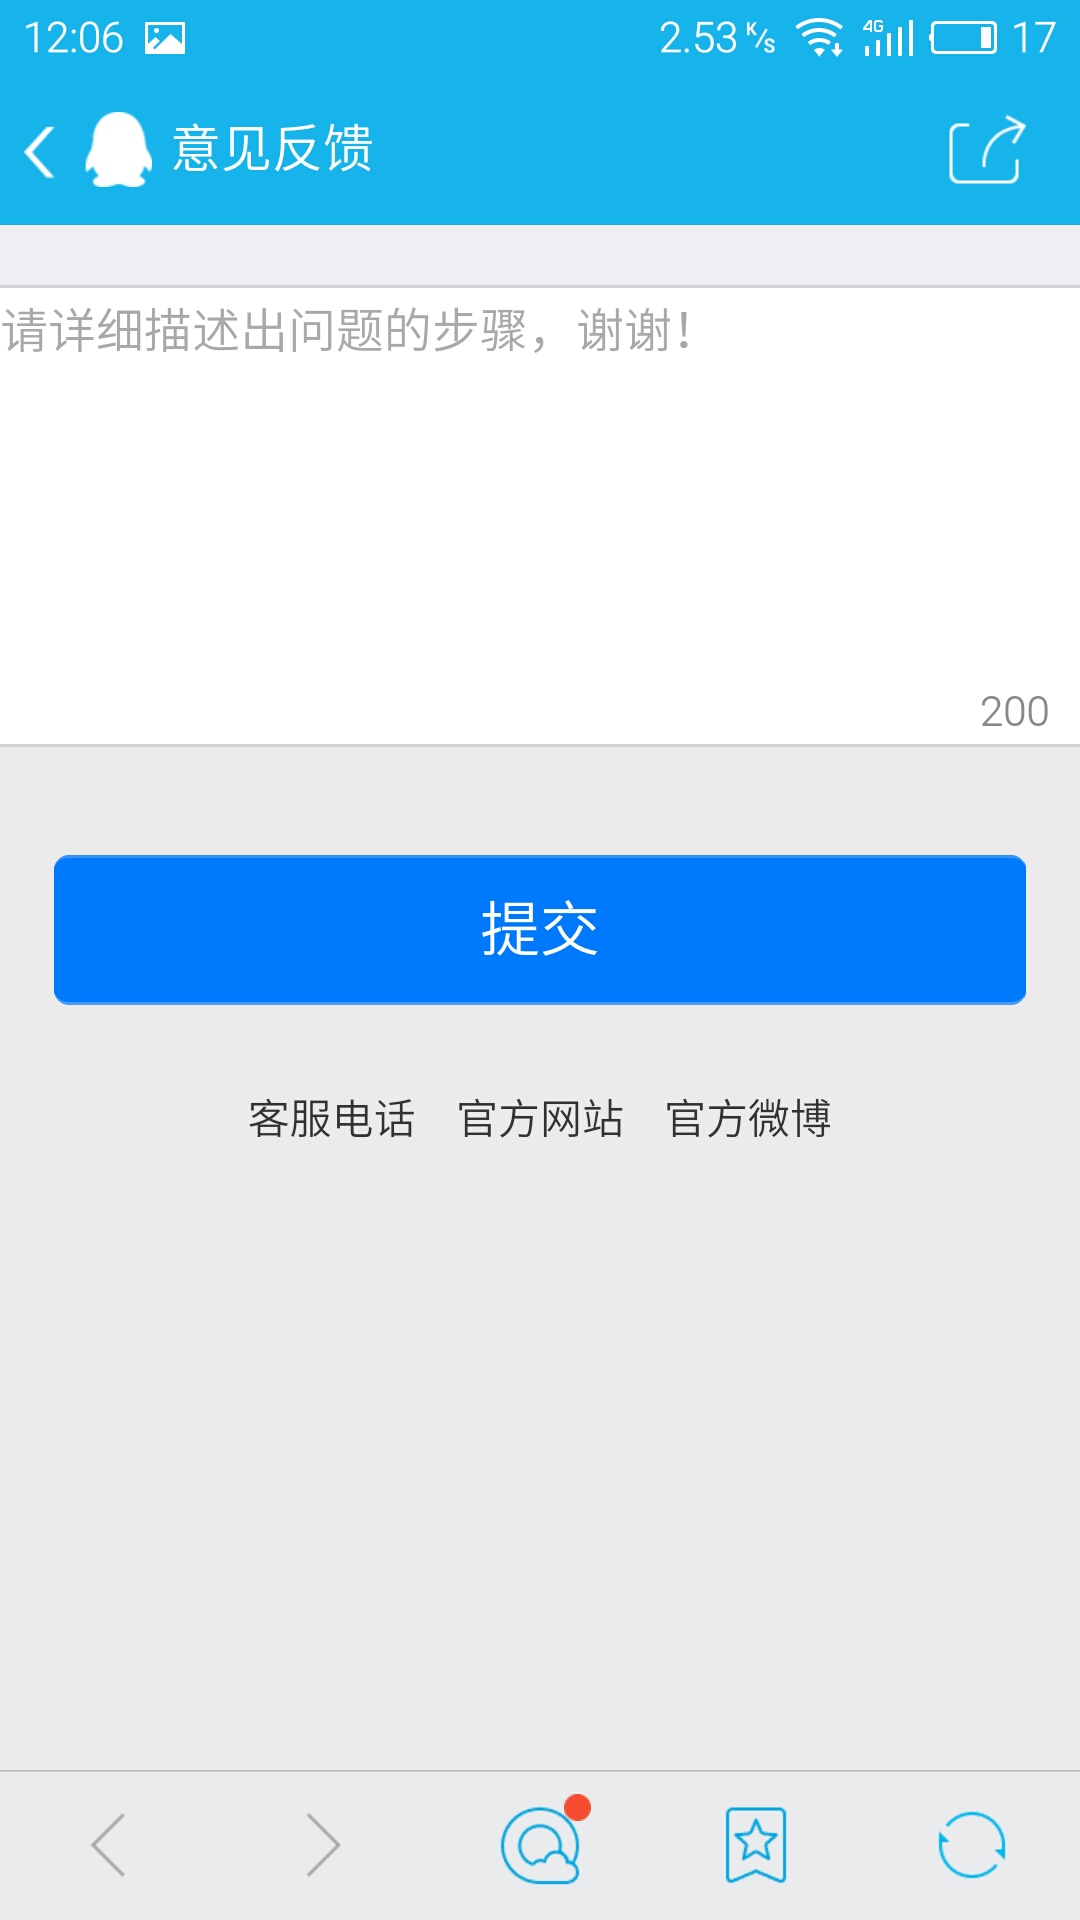 12:06 2.53 K/s 4G 17
意见反馈
请详细描述出问题的步骤，谢谢！
200
提交
客服电话 官方网站 官方微博